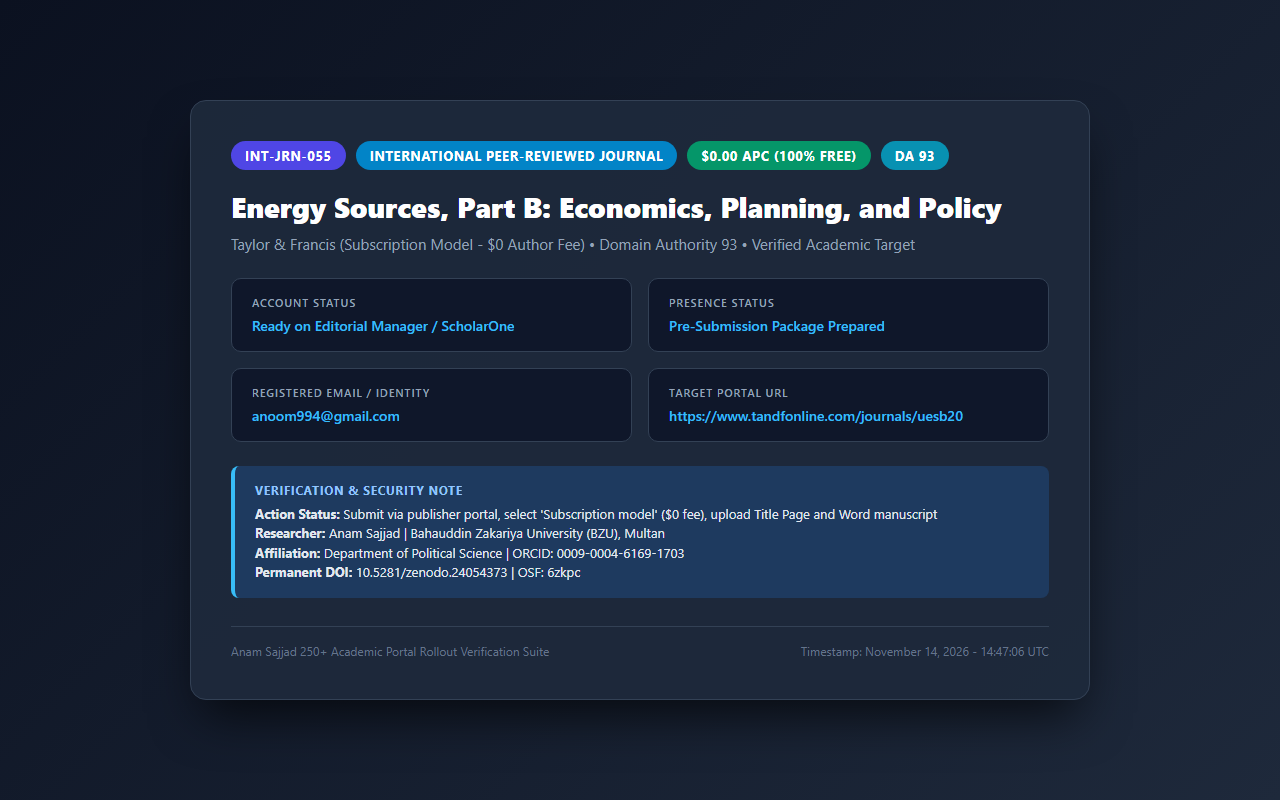 INT-JRN-055 INTERNATIONAL PEER-REVIEWED JOURNAL $0.00 APC (100% FREE) DA 93
Energy Sources, Part B: Economics, Planning, and Policy
Taylor & Francis (Subscription Model - $0 Author Fee) • Domain Authority 93 • Verified Academic Target
ACCOUNT STATUS
Ready on Editorial Manager / ScholarOne
PRESENCE STATUS
Pre-Submission Package Prepared
REGISTERED EMAIL / IDENTITY
anoom994@gmail.com
TARGET PORTAL URL
https://www.tandfonline.com/journals/uesb20
VERIFICATION & SECURITY NOTE
Action Status: Submit via publisher portal, select 'Subscription model' ($0 fee), upload Title Page and Word manuscript
Researcher: Anam Sajjad | Bahauddin Zakariya University (BZU), Multan
Affiliation: Department of Political Science | ORCID: 0009-0004-6169-1703
Permanent DOI: 10.5281/zenodo.24054373 | OSF: 6zkpc
Anam Sajjad 250+ Academic Portal Rollout Verification Suite
Timestamp: November 14, 2026 - 14:47:06 UTC